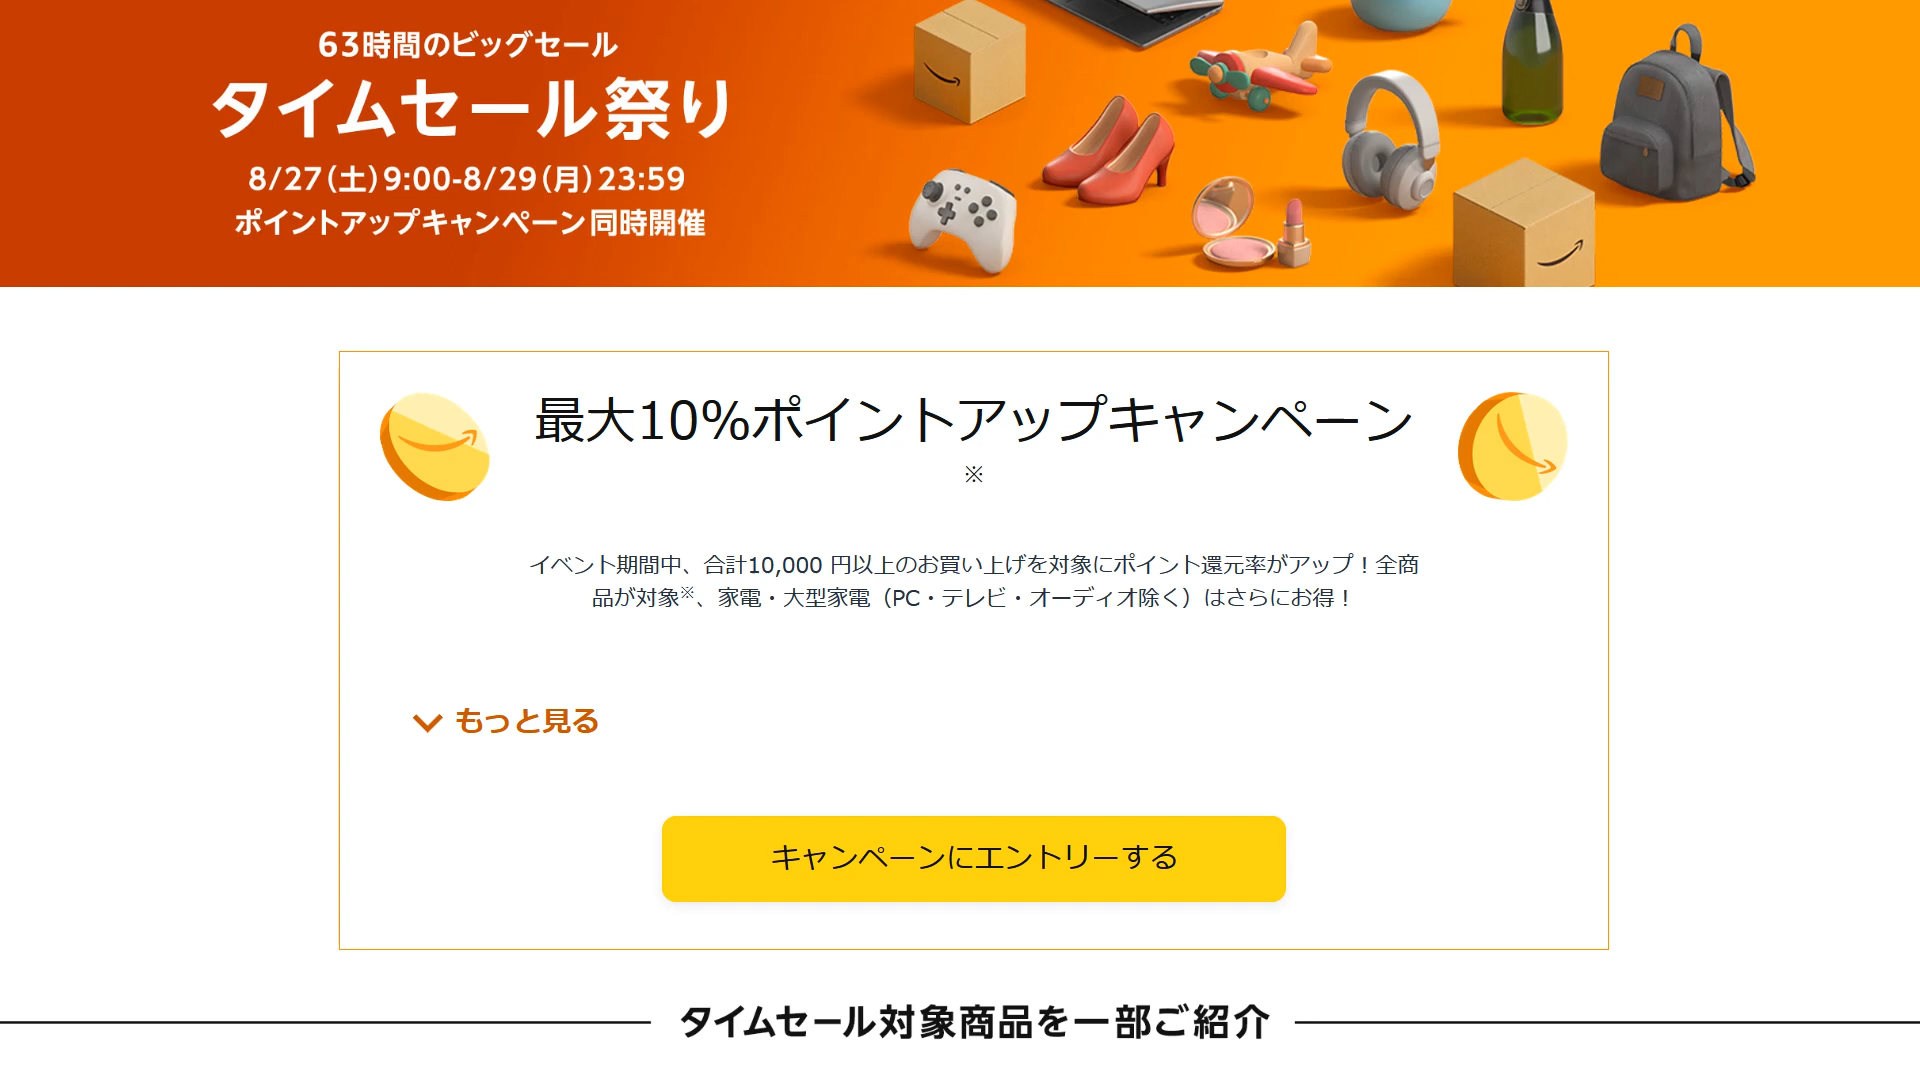 63時間のビッグセール
タイムセール祭り
8/27(土)9:00-8/29(月)23:59
ポイントアップキャンペーン同時開催
最大10%ポイントアップキャンペーン
※
イベント期間中、合計10,000 円以上のお買い上げを対象にポイント還元率がアップ！全商
品が対象※、家電・大型家電（PC・テレビ・オーディオ除く）はさらにお得！
もっと見る
キャンペーンにエントリーする
タイムセール対象商品を一部ご紹介